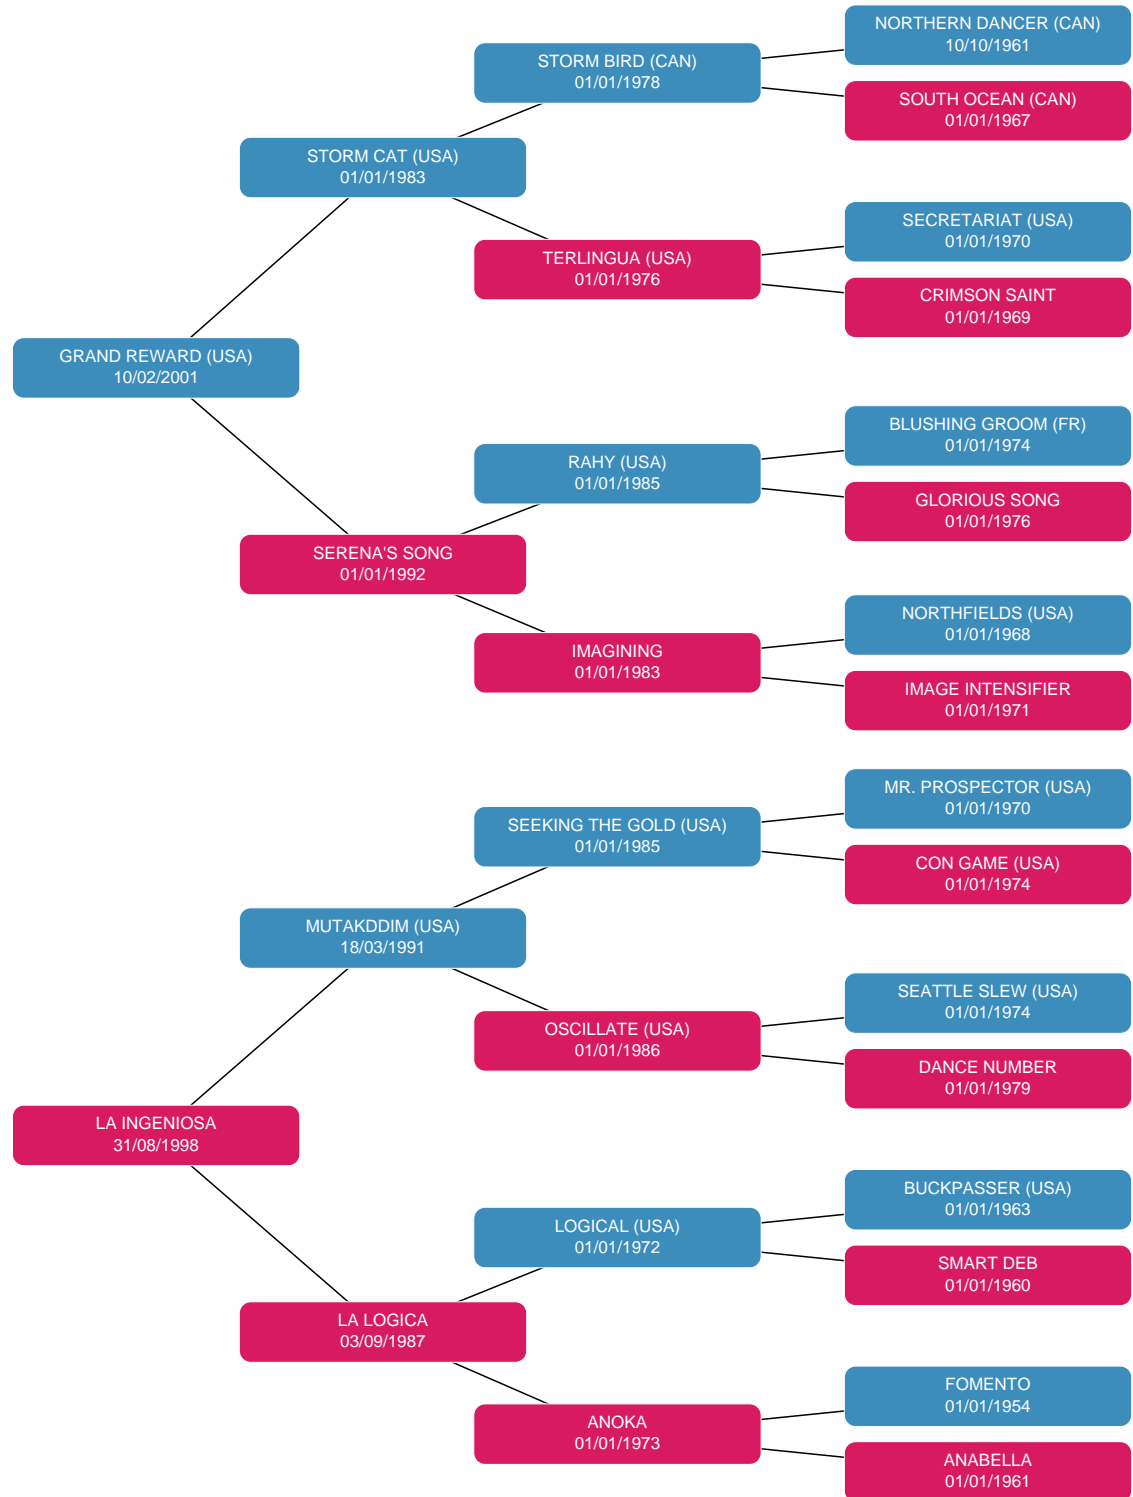 NORTHERN DANCER (CAN)
10/10/1961
STORM BIRD (CAN)
01/01/1978
SOUTH OCEAN (CAN)
01/01/1967
STORM CAT (USA)
01/01/1983
SECRETARIAT (USA)
01/01/1970
TERLINGUA (USA)
01/01/1976
CRIMSON SAINT
01/01/1969
GRAND REWARD (USA)
10/02/2001
BLUSHING GROOM (FR)
01/01/1974
RAHY (USA)
01/01/1985
GLORIOUS SONG
01/01/1976
SERENA'S SONG
01/01/1992
NORTHFIELDS (USA)
01/01/1968
IMAGINING
01/01/1983
IMAGE INTENSIFIER
01/01/1971
MR. PROSPECTOR (USA)
01/01/1970
SEEKING THE GOLD (USA)
01/01/1985
CON GAME (USA)
01/01/1974
MUTAKDDIM (USA)
18/03/1991
SEATTLE SLEW (USA)
01/01/1974
OSCILLATE (USA)
01/01/1986
DANCE NUMBER
01/01/1979
LA INGENIOSA
31/08/1998
BUCKPASSER (USA)
01/01/1963
LOGICAL (USA)
01/01/1972
SMART DEB
01/01/1960
LA LOGICA
03/09/1987
FOMENTO
01/01/1954
ANOKA
01/01/1973
ANABELLA
01/01/1961